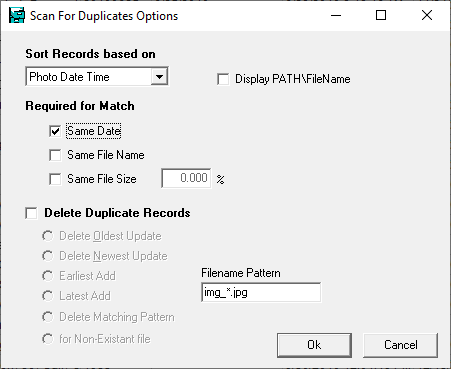 Scan For Duplicates Options
Sort Records based on
Photo Date Time
Display PATH\FileName
Required for Match
Same Date
Same File Name
Same File Size 0.000 %
Delete Duplicate Records
Delete Oldest Update
Delete Newest Update
Earliest Add
Latest Add
Delete Matching Pattern
for Non-Existant file
Filename Pattern
img_*.jpg
Ok Cancel